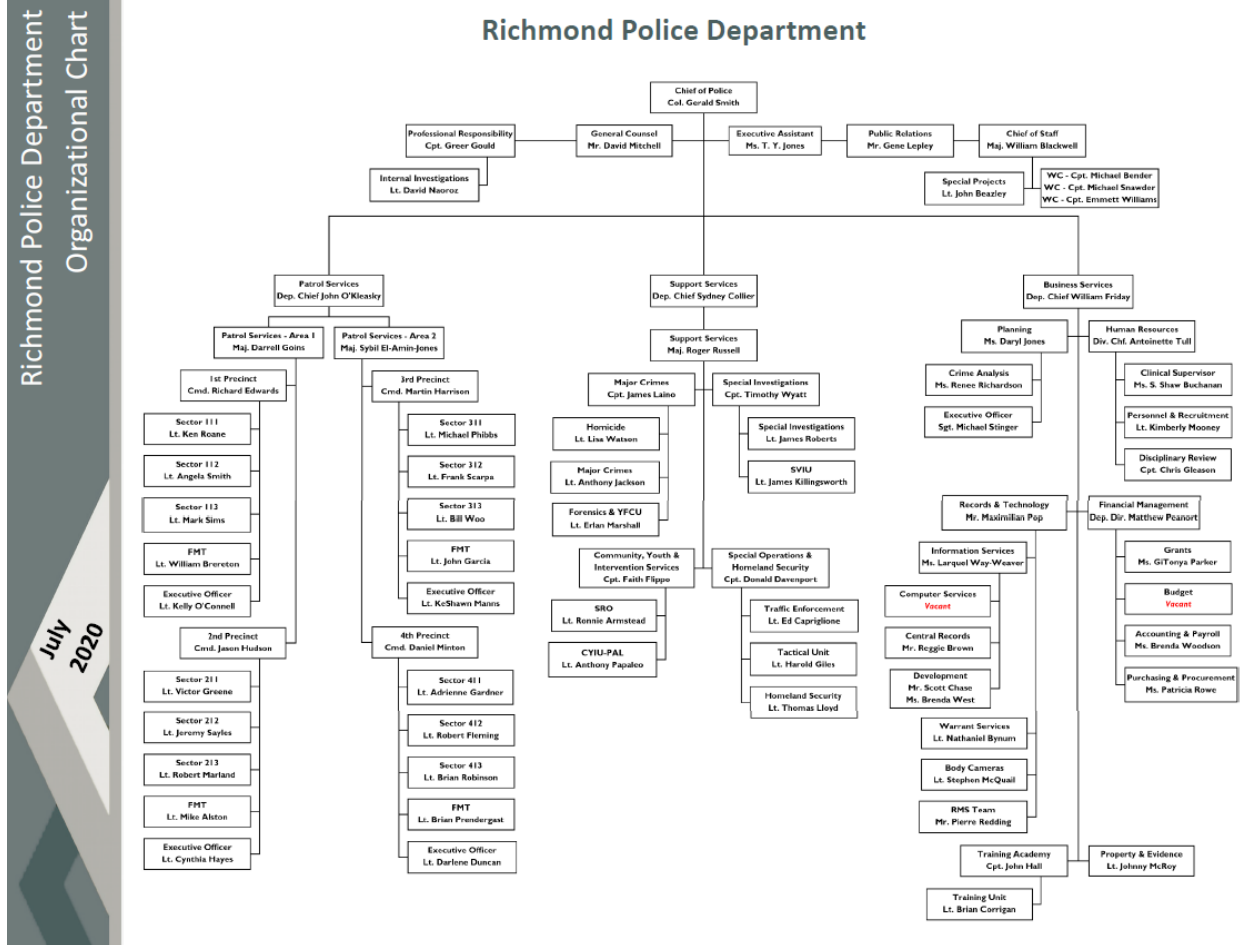 Richmond Police Department
Organizational Chart
July
2020
Richmond Police Department
Chief of Police
Col. Gerald Smith
Professional Responsibility
Cpt. Greer Gould
General Counsel
Mr. David Mitchell
Executive Assistant
Ms. T. Y. Jones
Public Relations
Mr. Gene Lepley
Chief of Staff
Maj. William Blackwell
Internal Investigations
Lt. David Naoroz
Special Projects
Lt. John Beazley
WC - Cpt. Michael Bender
WC - Cpt. Michael Snawder
WC - Cpt. Emmett Williams
Patrol Services
Dep. Chief John O'Kleasky
Patrol Services - Area 1
Maj. Darrell Goins
Patrol Services - Area 2
Maj. Sybil El-Amin-Jones
1st Precinct
Cmd. Richard Edwards
Sector 111
Lt. Ken Roane
Sector 112
Lt. Angela Smith
Sector 113
Lt. Mark Sims
FMT
Lt. William Brereton
Executive Officer
Lt. Kelly O'Connell
2nd Precinct
Cmd. Jason Hudson
Sector 211
Lt. Victor Greene
Sector 212
Lt. Jeremy Sayles
Sector 213
Lt. Robert Marland
FMT
Lt. Mike Alston
Executive Officer
Lt. Cynthia Hayes
3rd Precinct
Cmd. Martin Harrison
Sector 311
Lt. Michael Phibbs
Sector 312
Lt. Frank Scarpa
Sector 313
Lt. Bill Woo
FMT
Lt. John Garcia
Executive Officer
Lt. KeShawn Manns
4th Precinct
Cmd. Daniel Minton
Sector 411
Lt. Adrienne Gardner
Sector 412
Lt. Robert Fleming
Sector 413
Lt. Brian Robinson
FMT
Lt. Brian Prendergast
Executive Officer
Lt. Darlene Duncan
Support Services
Dep. Chief Sydney Collier
Support Services
Maj. Roger Russell
Major Crimes
Cpt. James Laino
Homicide
Lt. Lisa Watson
Major Crimes
Lt. Anthony Jackson
Forensics & YFCU
Lt. Erlan Marshall
Special Investigations
Cpt. Timothy Wyatt
Special Investigations
Lt. James Roberts
SVIU
Lt. James Killingsworth
Community, Youth &
Intervention Services
Cpt. Faith Flippo
SRO
Lt. Ronnie Armstead
CYIU-PAL
Lt. Anthony Papaleo
Special Operations &
Homeland Security
Cpt. Donald Davenport
Traffic Enforcement
Lt. Ed Capriglione
Tactical Unit
Lt. Harold Giles
Homeland Security
Lt. Thomas Lloyd
Business Services
Dep. Chief William Friday
Planning
Ms. Daryl Jones
Crime Analysis
Ms. Renee Richardson
Executive Officer
Sgt. Michael Stinger
Human Resources
Div. Chf. Antoinette Tull
Clinical Supervisor
Ms. S. Shaw Buchanan
Personnel & Recruitment
Lt. Kimberly Mooney
Disciplinary Review
Cpt. Chris Gleason
Records & Technology
Mr. Maximilian Pop
Information Services
Ms. Larquel Way-Weaver
Computer Services
Vacant
Central Records
Mr. Reggie Brown
Development
Mr. Scott Chase
Ms. Brenda West
Warrant Services
Lt. Nathaniel Bynum
Body Cameras
Lt. Stephen McQuail
RMS Team
Mr. Pierre Redding
Financial Management
Dep. Dir. Matthew Peanort
Grants
Ms. GiTonya Parker
Budget
Vacant
Accounting & Payroll
Ms. Brenda Woodson
Purchasing & Procurement
Ms. Patricia Rowe
Training Academy
Cpt. John Hall
Training Unit
Lt. Brian Corrigan
Property & Evidence
Lt. Johnny McRoy